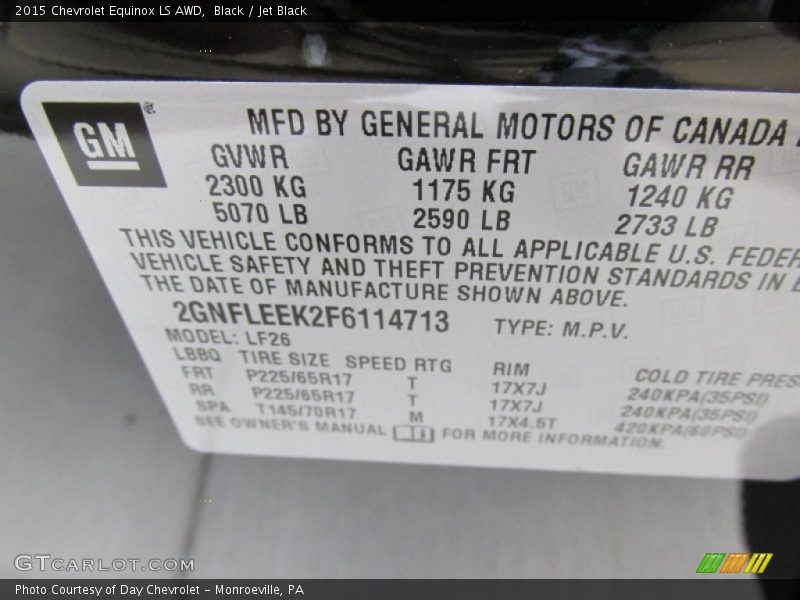 2015 Chevrolet Equinox LS AWD, Black / Jet Black
GM
MFD BY GENERAL MOTORS OF CANADA
GVWR GAWR FRT GAWR RR
2300 KG 1175 KG 1240 KG
5070 LB 2590 LB 2733 LB
THIS VEHICLE CONFORMS TO ALL APPLICABLE U.S. FEDER
VEHICLE SAFETY AND THEFT PREVENTION STANDARDS IN E
THE DATE OF MANUFACTURE SHOWN ABOVE.
2GNFLEEK2F6114713 TYPE: M.P.V.
MODEL: LF26
LBBQ TIRE SIZE SPEED RTG RIM COLD TIRE PRES
FRT P225/65R17 T 17X7J 240KPA(35PSI)
RR P225/65R17 T 17X7J 240KPA(35PSI)
SPA T145/70R17 M 17X4.5T 420KPA(60PSI)
SEE OWNER'S MANUAL FOR MORE INFORMATION.
GTCARLOT.COM
Photo Courtesy of Day Chevrolet - Monroeville, PA